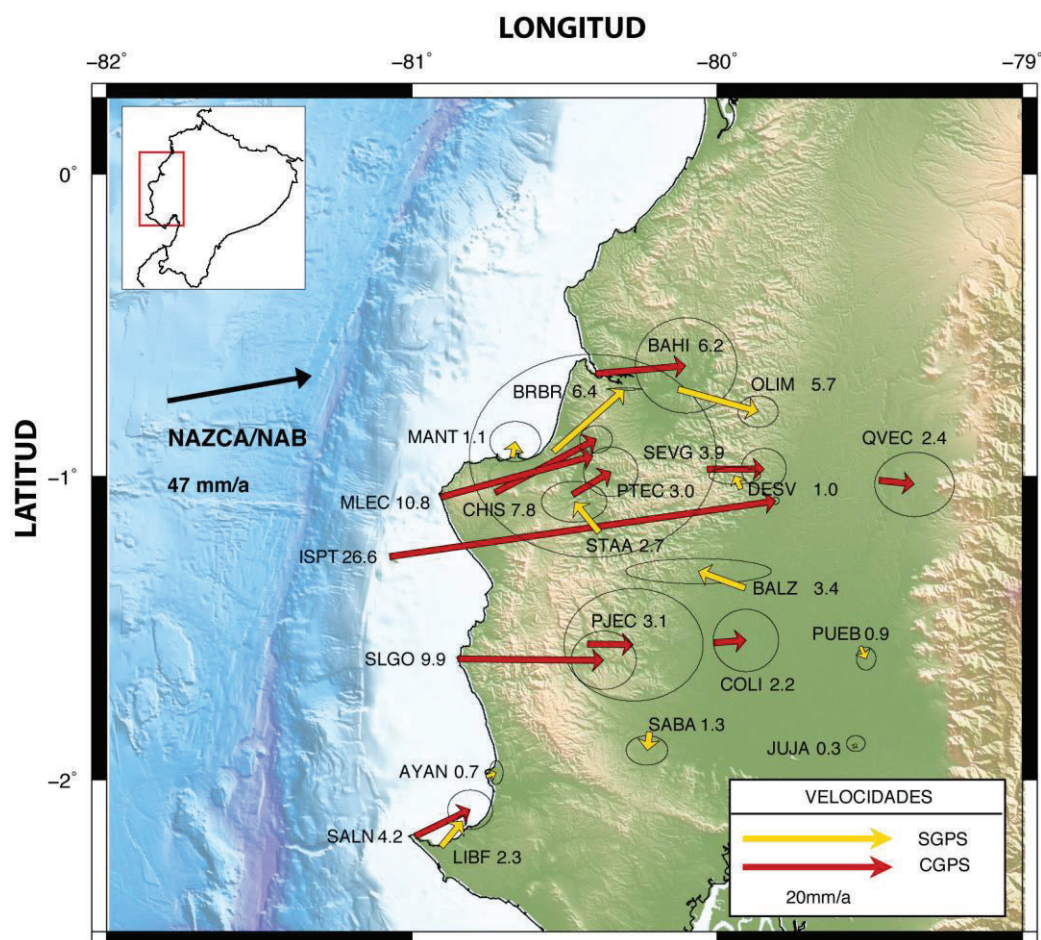 LONGITUD
−82° −81° −80° −79°
0°
BAHI 6.2
BRBR 6.4
OLIM 5.7
NAZCA/NAB
47 mm/a
MANT 1.1
SEVG 3.9
QVEC 2.4
LATITUD
−1°
MLEC 10.8
CHIS 7.8
PTEC 3.0
DESV 1.0
ISPT 26.6
STAA 2.7
BALZ 3.4
PJEC 3.1
PUEB 0.9
SLGO 9.9
COLI 2.2
SABA 1.3
JUJA 0.3
AYAN 0.7
−2°
SALN 4.2
LIBF 2.3
VELOCIDADES
SGPS
CGPS
20mm/a